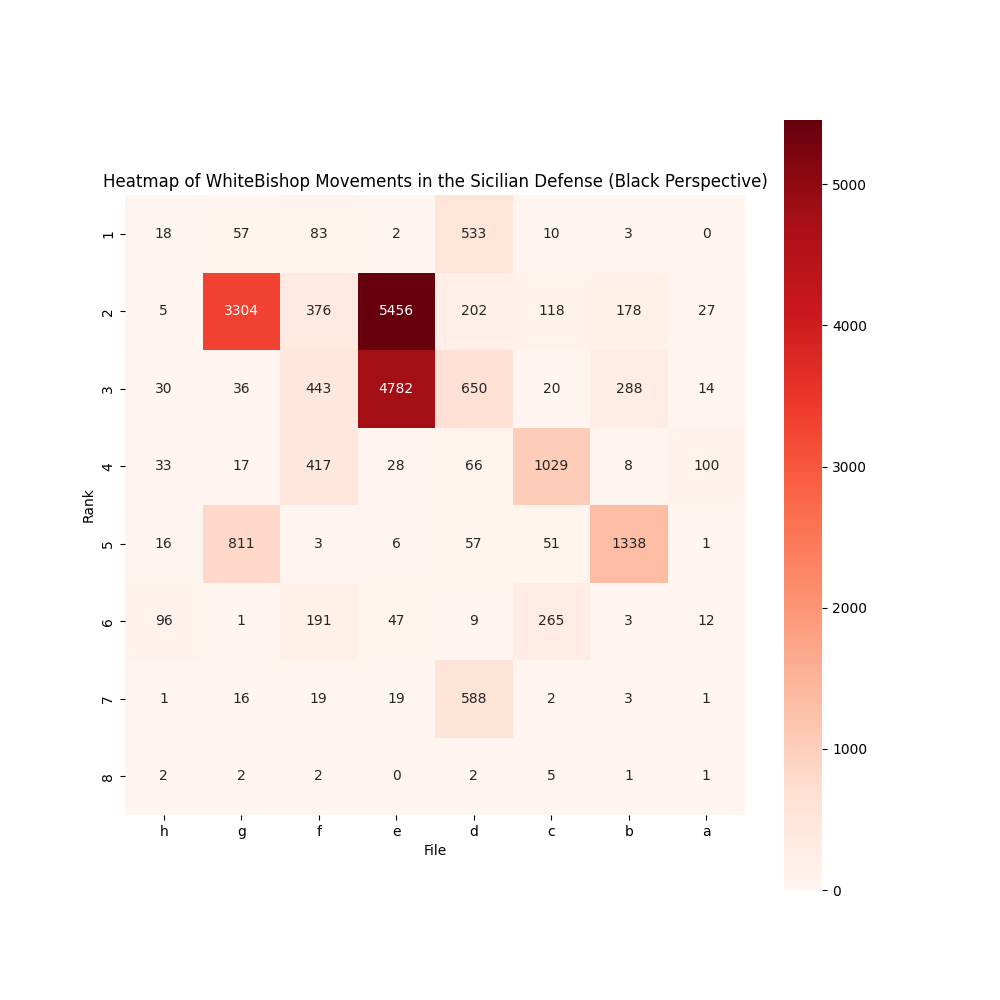 Heatmap of WhiteBishop Movements in the Sicilian Defense (Black Perspective)
1 18 57 83 2 533 10 3 0
2 5 3304 376 5456 202 118 178 27
3 30 36 443 4782 650 20 288 14
4 33 17 417 28 66 1029 8 100
5 16 811 3 6 57 51 1338 1
6 96 1 191 47 9 265 3 12
7 1 16 19 19 588 2 3 1
8 2 2 2 0 2 5 1 1
h g f e d c b a
Rank
File
5000
4000
3000
2000
1000
0